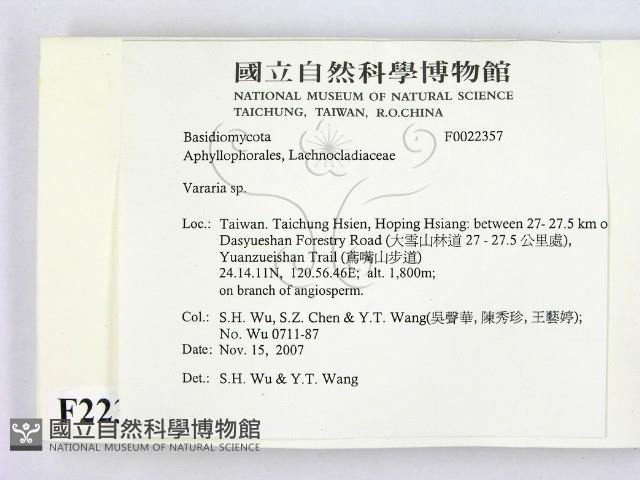 國立自然科學博物館
NATIONAL MUSEUM OF NATURAL SCIENCE
TAICHUNG, TAIWAN, R.O.CHINA
Basidiomycota F0022357
Aphyllophorales, Lachnocladiaceae
Vararia sp.
Loc.: Taiwan. Taichung Hsien, Hoping Hsiang: between 27- 27.5 km o
Dasyueshan Forestry Road (大雪山林道 27 - 27.5 公里處),
Yuanzueishan Trail (鳶嘴山步道)
24.14.11N, 120.56.46E; alt. 1,800m;
on branch of angiosperm.
Col.: S.H. Wu, S.Z. Chen & Y.T. Wang(吳聲華, 陳秀珍, 王藝婷);
No. Wu 0711-87
Date: Nov. 15, 2007
Det.: S.H. Wu & Y.T. Wang
F22
國立自然科學博物館
NATIONAL MUSEUM OF NATURAL SCIENCE